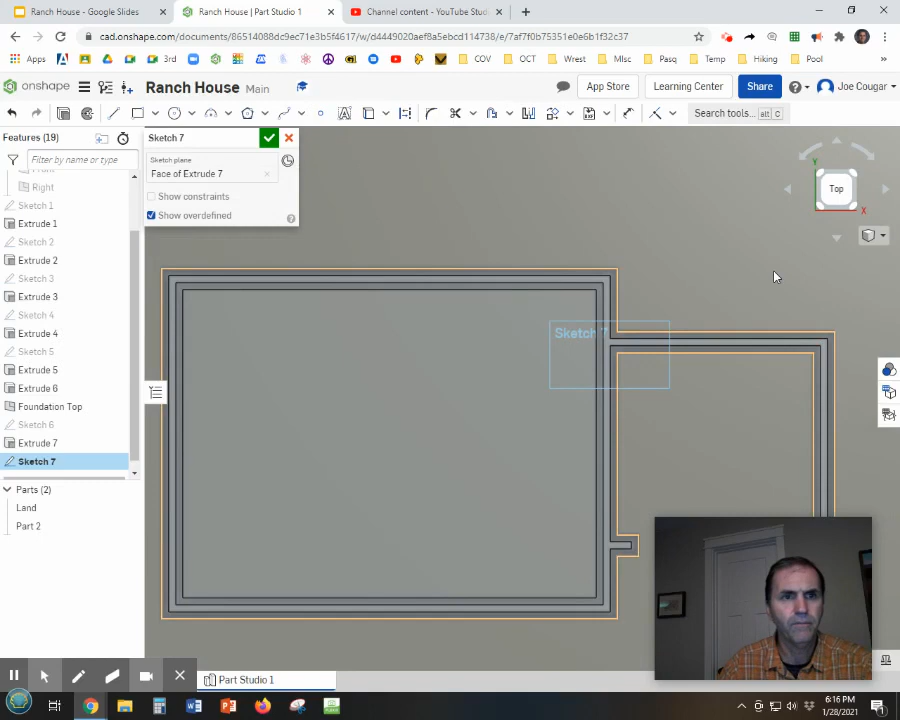 Ranch House - Google Slides
Ranch House | Part Studio 1
Channel content - YouTube Studi
cad.onshape.com/documents/86514088dc9ec71e3b5f4617/w/d4449020aef8a5ebcd114738/e/7af7f0b75351e0e6b1f32c37
Apps
3rd
COV
OCT
Wrest
MIsc
Pasq
Temp
Hiking
Pool
onshape
Ranch House Main
App Store
Learning Center
Share
Joe Cougar
Search tools... alt C
Features (19)
Filter by name or type
Front
Right
Sketch 1
Extrude 1
Sketch 2
Extrude 2
Sketch 3
Extrude 3
Sketch 4
Extrude 4
Sketch 5
Extrude 5
Extrude 6
Foundation Top
Sketch 6
Extrude 7
Sketch 7
Parts (2)
Land
Part 2
Sketch 7
Sketch plane
Face of Extrude 7
Show constraints
Show overdefined
Sketch 7
Top
Y
X
Part Studio 1
6:16 PM
1/28/2021